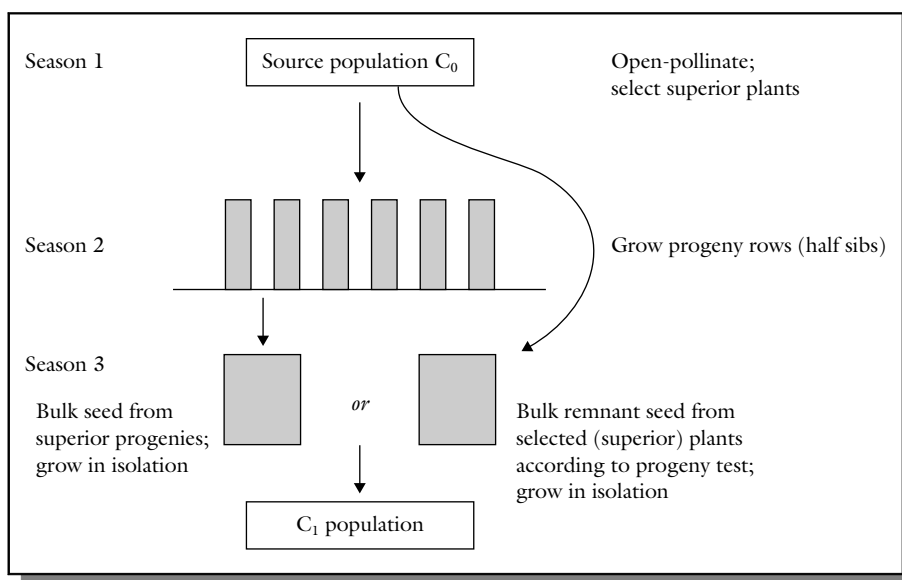 Season 1
Source population C₀
Open-pollinate;
select superior plants
Season 2
Grow progeny rows (half sibs)
Season 3
Bulk seed from
superior progenies;
grow in isolation
or
Bulk remnant seed from
selected (superior) plants
according to progeny test;
grow in isolation
C₁ population